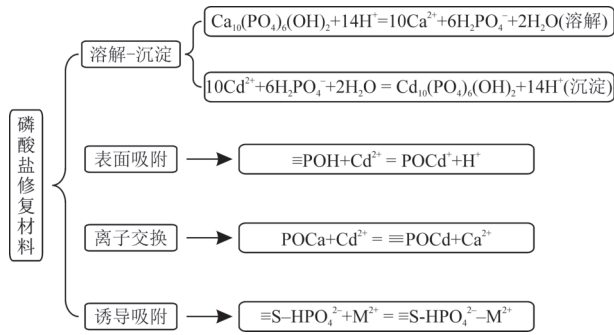 磷酸盐修复材料
溶解-沉淀
Ca₁₀(PO₄)₆(OH)₂+14H⁺=10Ca²⁺+6H₂PO₄⁻+2H₂O(溶解)
10Cd²⁺+6H₂PO₄⁻+2H₂O = Cd₁₀(PO₄)₆(OH)₂+14H⁺(沉淀)
表面吸附
≡POH+Cd²⁺ = POCd⁺+H⁺
离子交换
POCa+Cd²⁺ = ≡POCd+Ca²⁺
诱导吸附
≡S–HPO₄²⁻+M²⁺ = ≡S-HPO₄²⁻–M²⁺